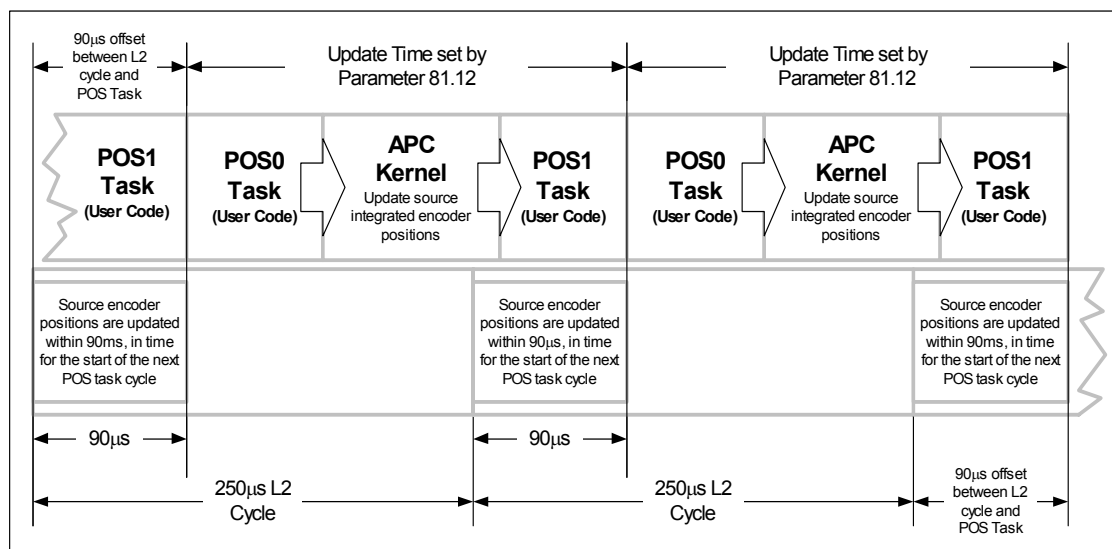 90μs offset
between L2
cycle and
POS Task
Update Time set by
Parameter 81.12
Update Time set by
Parameter 81.12
POS1
Task
(User Code)
POS0
Task
(User Code)
APC
Kernel
Update source
integrated encoder
positions
POS1
Task
(User Code)
POS0
Task
(User Code)
APC
Kernel
Update source
integrated encoder
positions
POS1
Task
(User Code)
Source encoder
positions are updated
within 90ms, in time
for the start of the next
POS task cycle
Source encoder
positions are updated
within 90μs, in time
for the start of the next
POS task cycle
Source encoder
positions are updated
within 90ms, in time
for the start of the next
POS task cycle
90μs
90μs
250μs L2
Cycle
250μs L2
Cycle
90μs offset
between L2
cycle and
POS Task